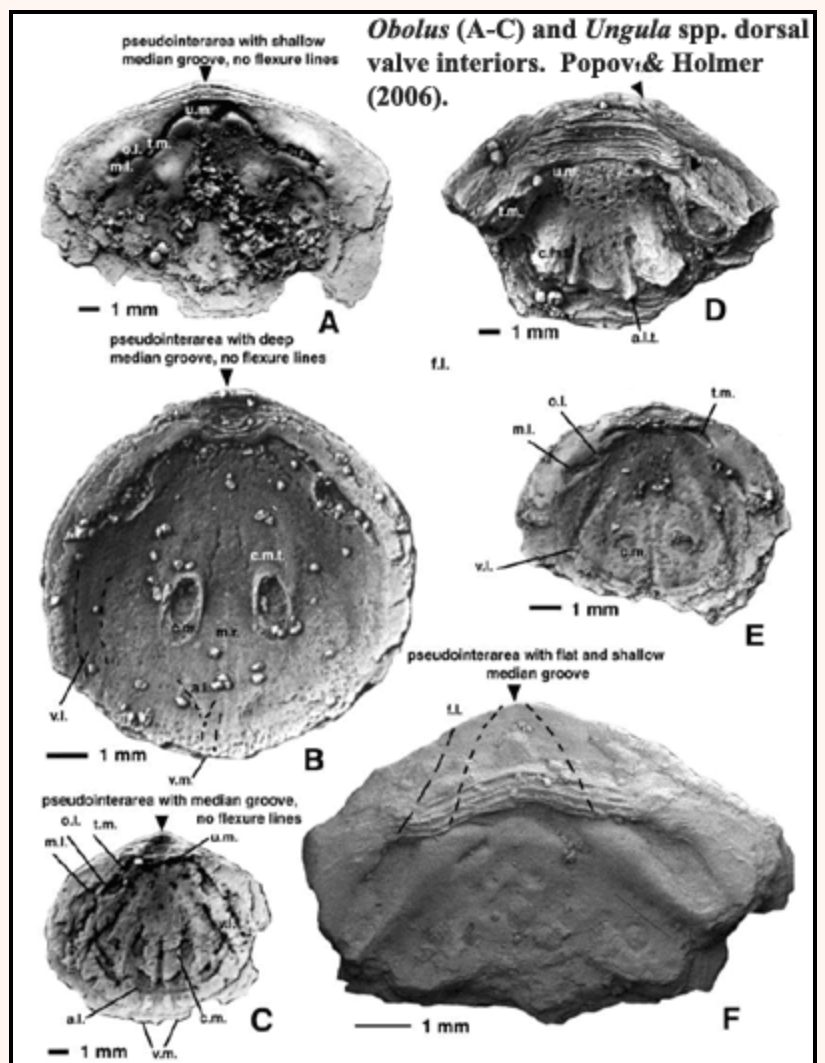 Obolus (A-C) and Ungula spp. dorsal
valve interiors. Popov & Holmer
(2006).
pseudointerarea with shallow
median groove, no flexure lines
u.m.
o.l.
t.m.
m.l.
1 mm
A
u.m.
t.m.
c.m.
1 mm
D
a.l.t.
f.l.
pseudointerarea with deep
median groove, no flexure lines
c.m.t.
c.m.
m.r.
a.l.
v.l.
1 mm
B
v.m.
o.l.
t.m.
m.l.
v.l.
c.m.
1 mm
E
pseudointerarea with flat and shallow
median groove
f.l.
1 mm
F
pseudointerarea with median groove,
no flexure lines
o.l.
t.m.
u.m.
m.l.
v.l.
a.l.
c.m.
C
1 mm
v.m.